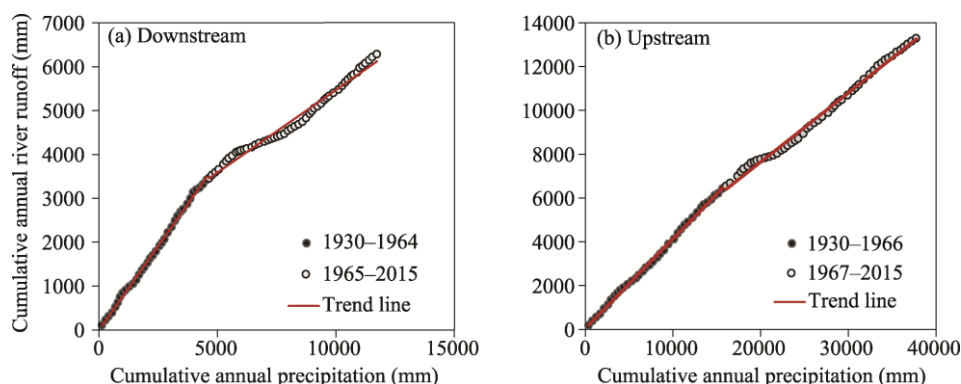 (a) Downstream
Cumulative annual river runoff (mm)
7000
6000
5000
4000
3000
2000
1000
0
1930–1964
1965–2015
Trend line
0 5000 10000 15000
Cumulative annual precipitation (mm)
(b) Upstream
14000
12000
10000
8000
6000
4000
2000
0
1930–1966
1967–2015
Trend line
0 10000 20000 30000 40000
Cumulative annual precipitation (mm)